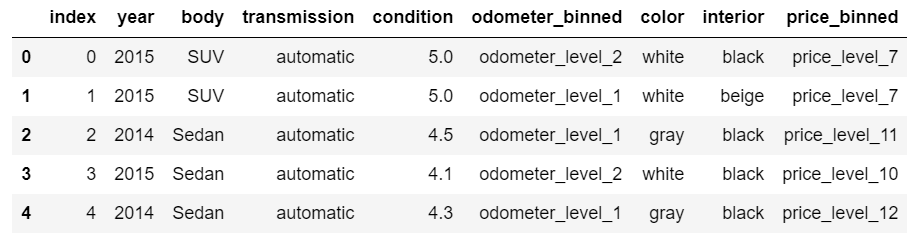 index year body transmission condition odometer_binned color interior price_binned
0 0 2015 SUV automatic 5.0 odometer_level_2 white black price_level_7
1 1 2015 SUV automatic 5.0 odometer_level_1 white beige price_level_7
2 2 2014 Sedan automatic 4.5 odometer_level_1 gray black price_level_11
3 3 2015 Sedan automatic 4.1 odometer_level_2 white black price_level_10
4 4 2014 Sedan automatic 4.3 odometer_level_1 gray black price_level_12